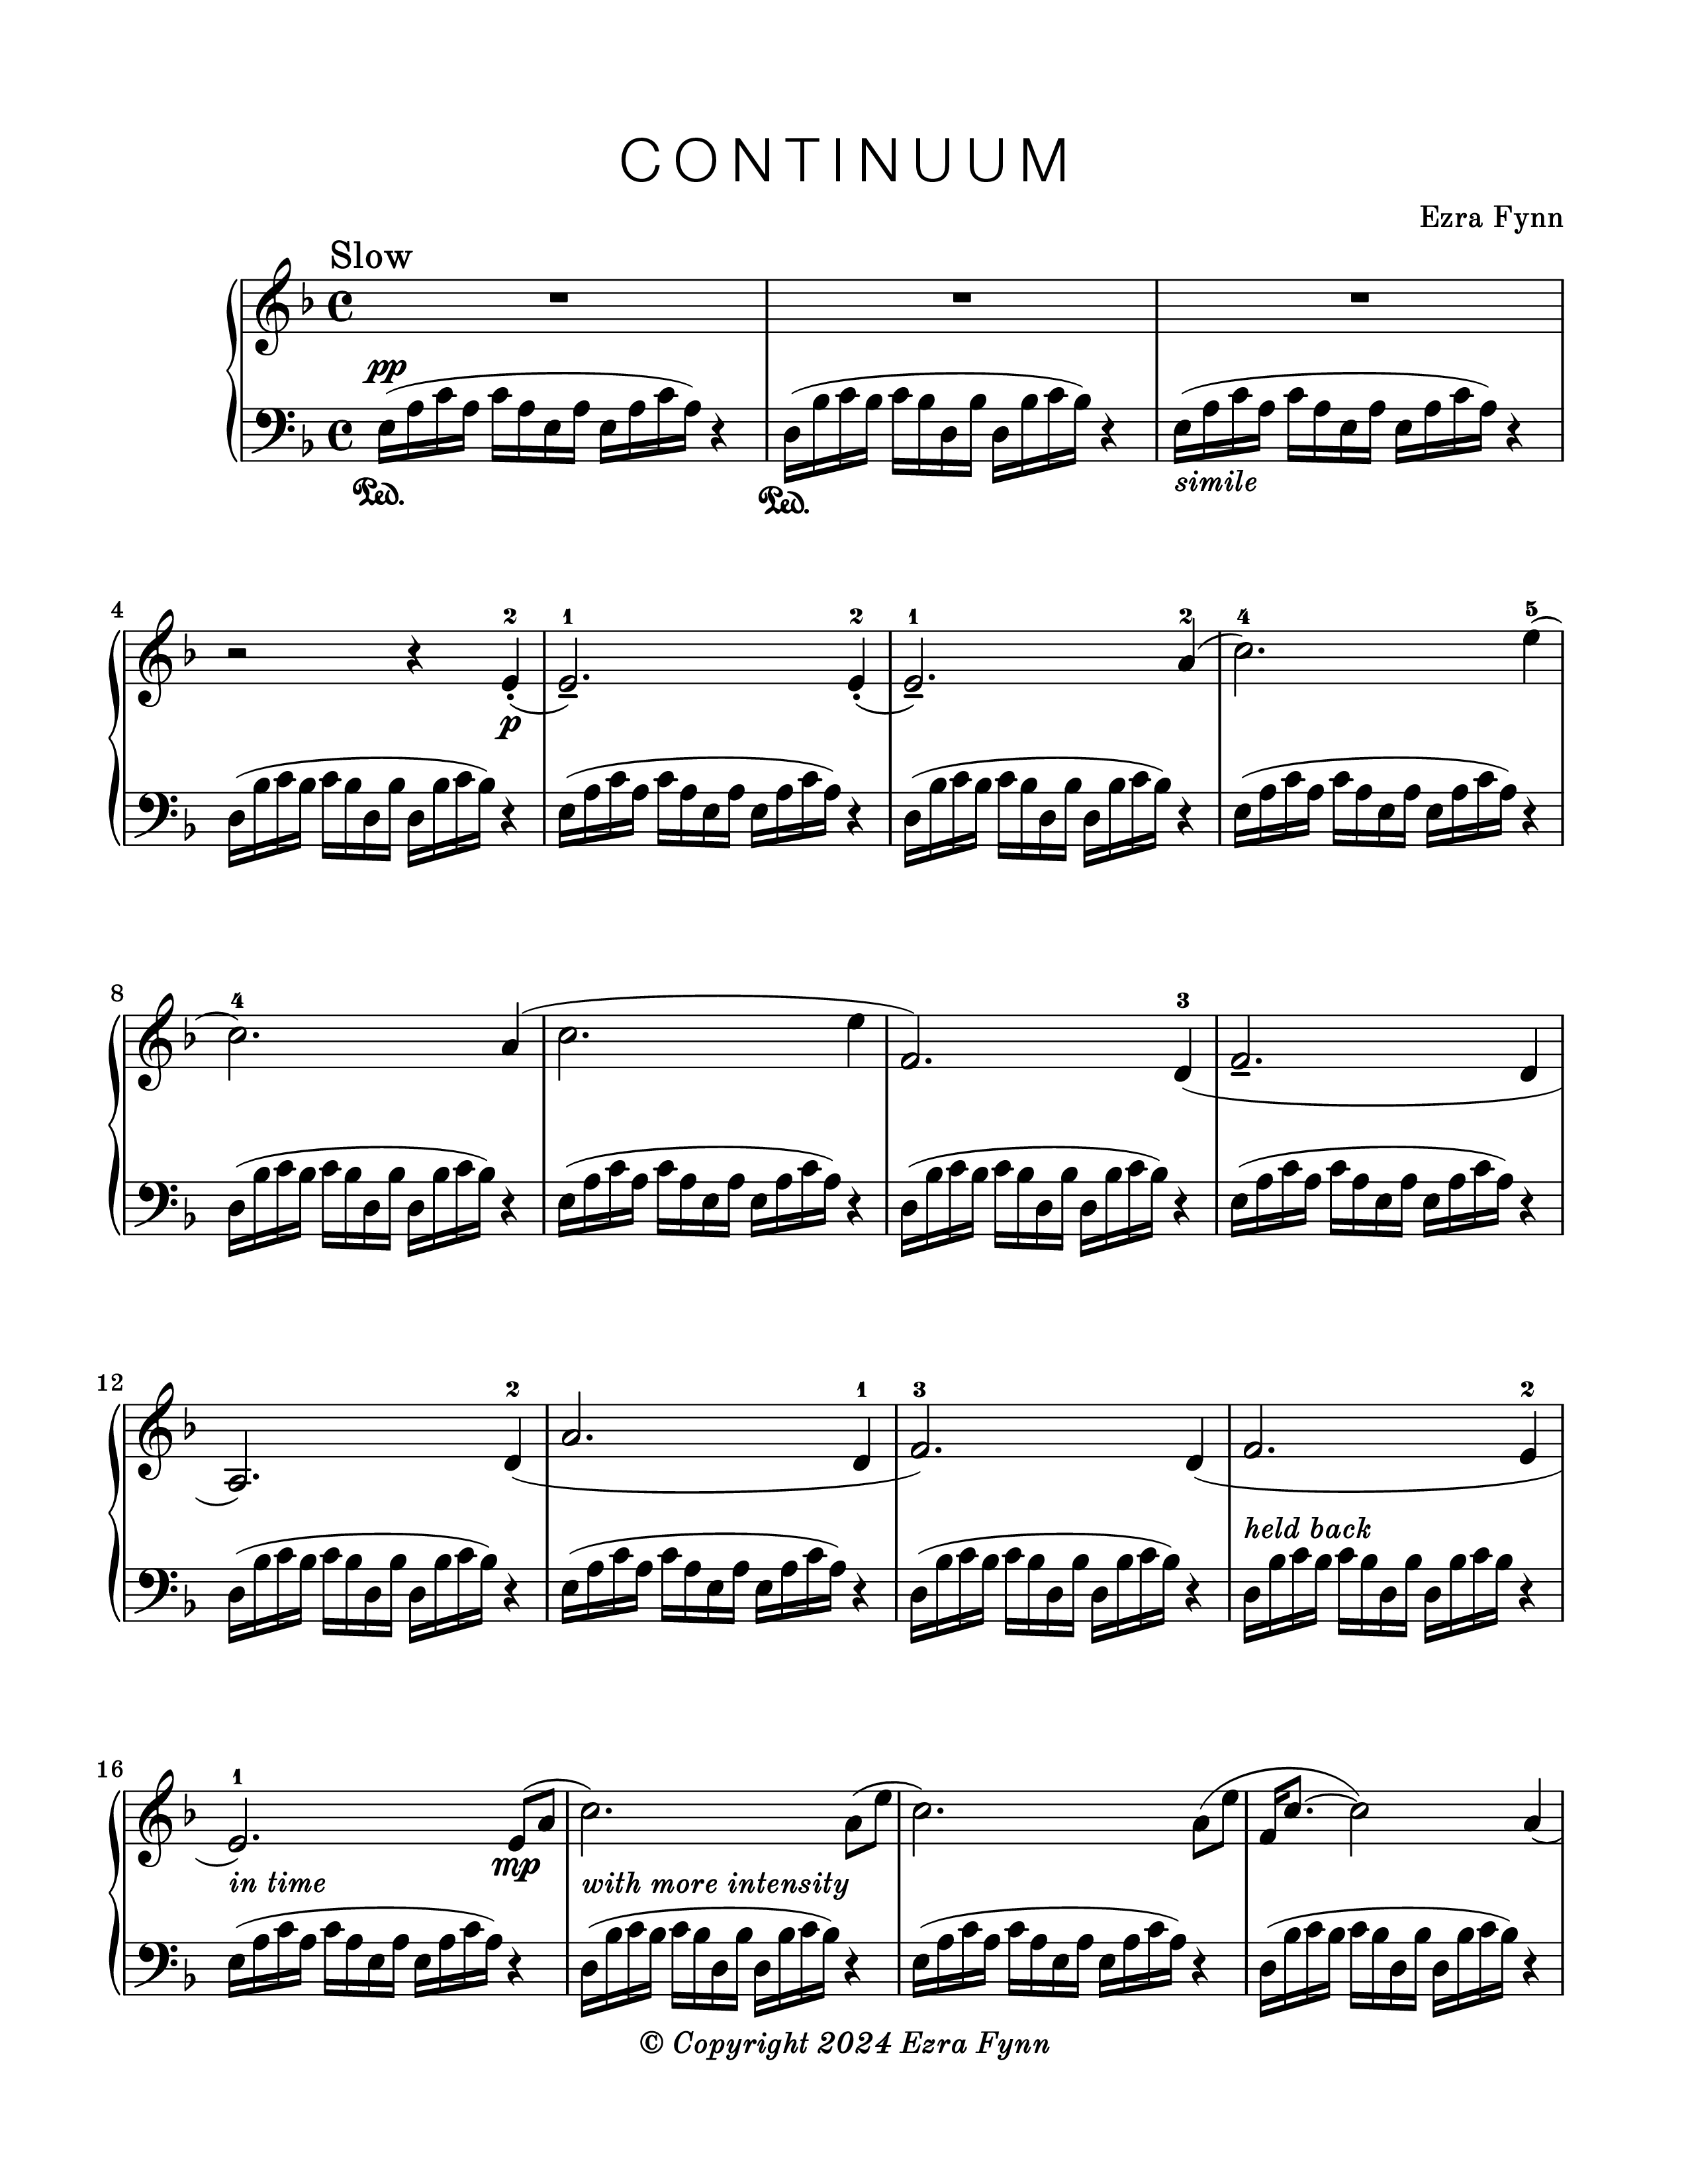 CONTINUUM
Ezra Fynn
Slow
pp
Ped. Ped.
simile
4 2 1 2 1 2 4 5
p
8 4 3
12 2 1 3 2
held back
16 1
mp
in time with more intensity
© Copyright 2024 Ezra Fynn